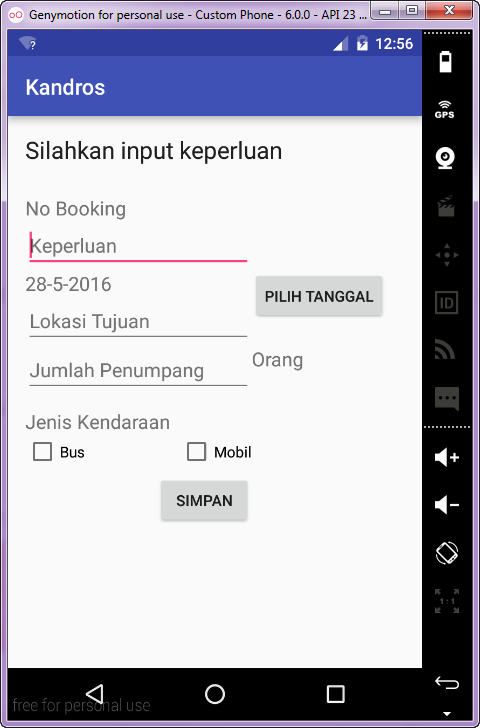 Genymotion for personal use - Custom Phone - 6.0.0 - API 23 ...
12:56
Kandros
GPS
Silahkan input keperluan
No Booking
Keperluan
28-5-2016
PILIH TANGGAL
ID
Lokasi Tujuan
Jumlah Penumpang
Orang
Jenis Kendaraan
Bus
Mobil
SIMPAN
1:1
free for personal use